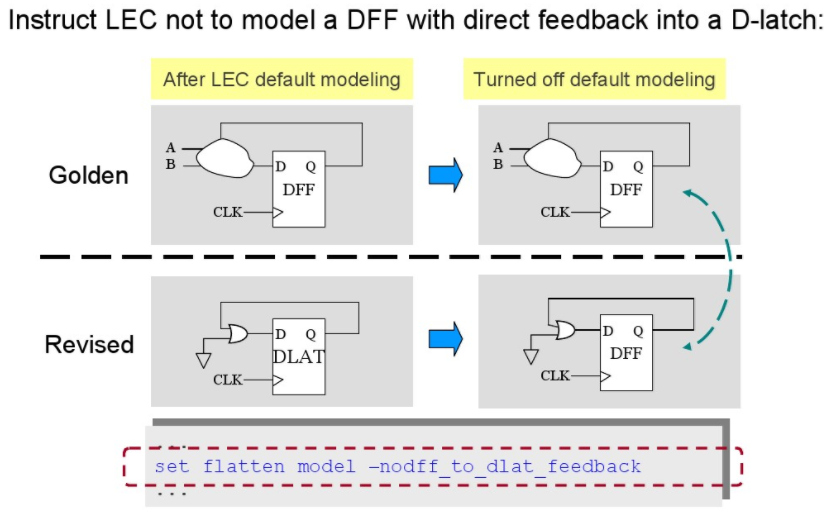 Instruct LEC not to model a DFF with direct feedback into a D-latch:
After LEC default modeling
Turned off default modeling
Golden
A
B
D Q
DFF
CLK
A
B
D Q
DFF
CLK
Revised
D Q
DLAT
CLK
D Q
DFF
CLK
...
set flatten model –nodff_to_dlat_feedback
...